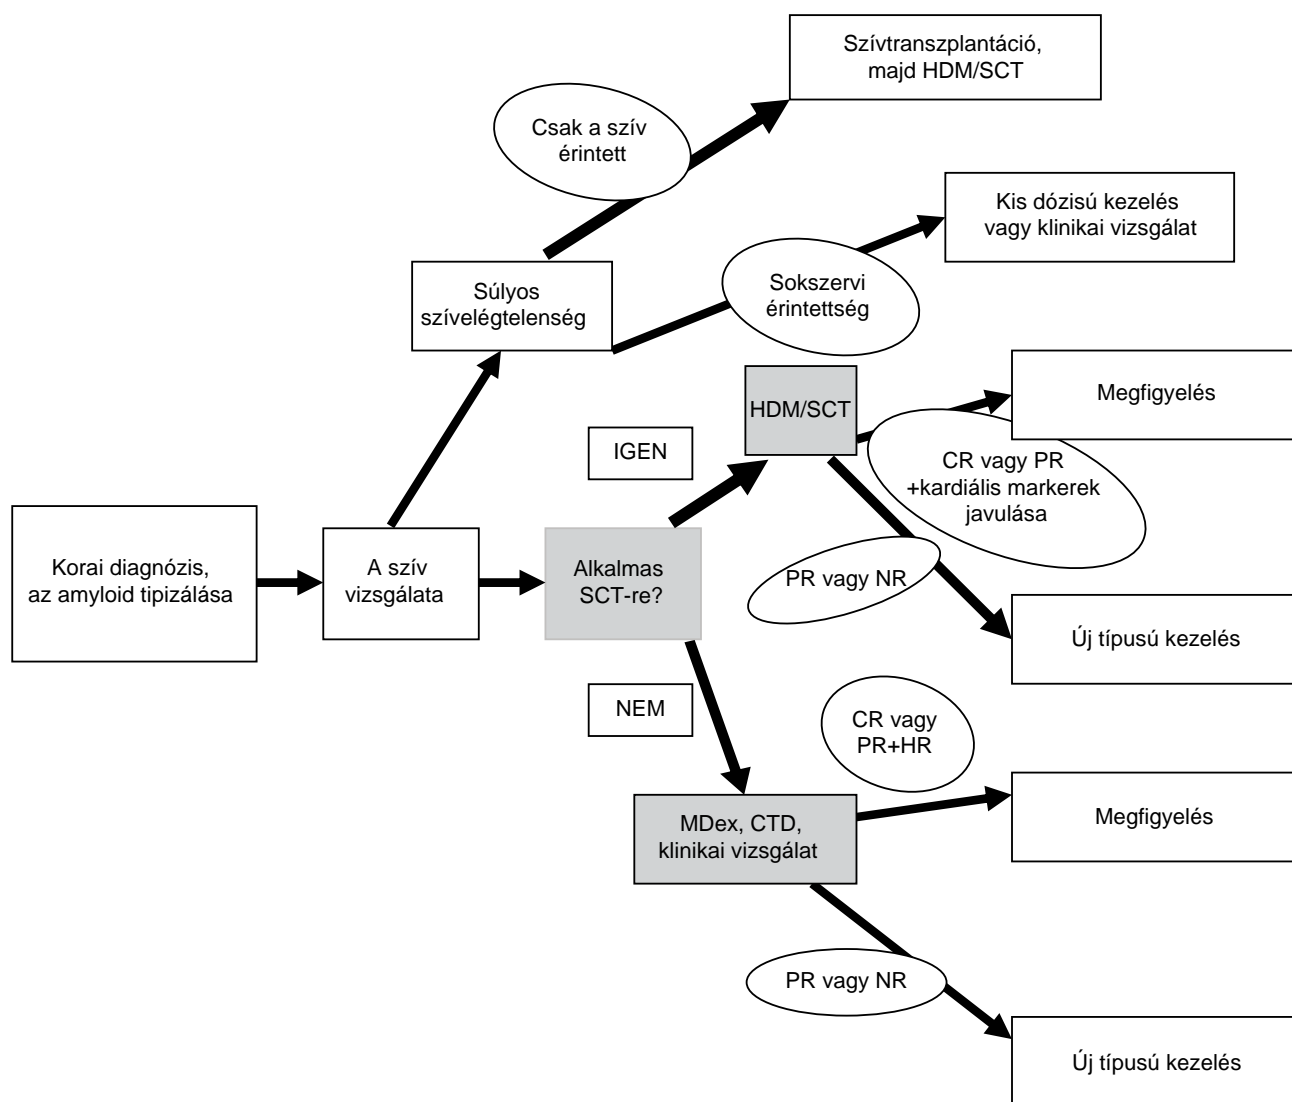 Szívtranszplantáció,
majd HDM/SCT
Csak a szív
érintett
Kis dózisú kezelés
vagy klinikai vizsgálat
Sokszervi
érintettség
Súlyos
szívelégtelenség
HDM/SCT
Megfigyelés
IGEN
CR vagy PR
+kardiális markerek
javulása
Korai diagnózis,
az amyloid tipizálása
A szív
vizsgálata
Alkalmas
SCT-re?
PR vagy NR
Új típusú kezelés
NEM
CR vagy
PR+HR
MDex, CTD,
klinikai vizsgálat
Megfigyelés
PR vagy NR
Új típusú kezelés